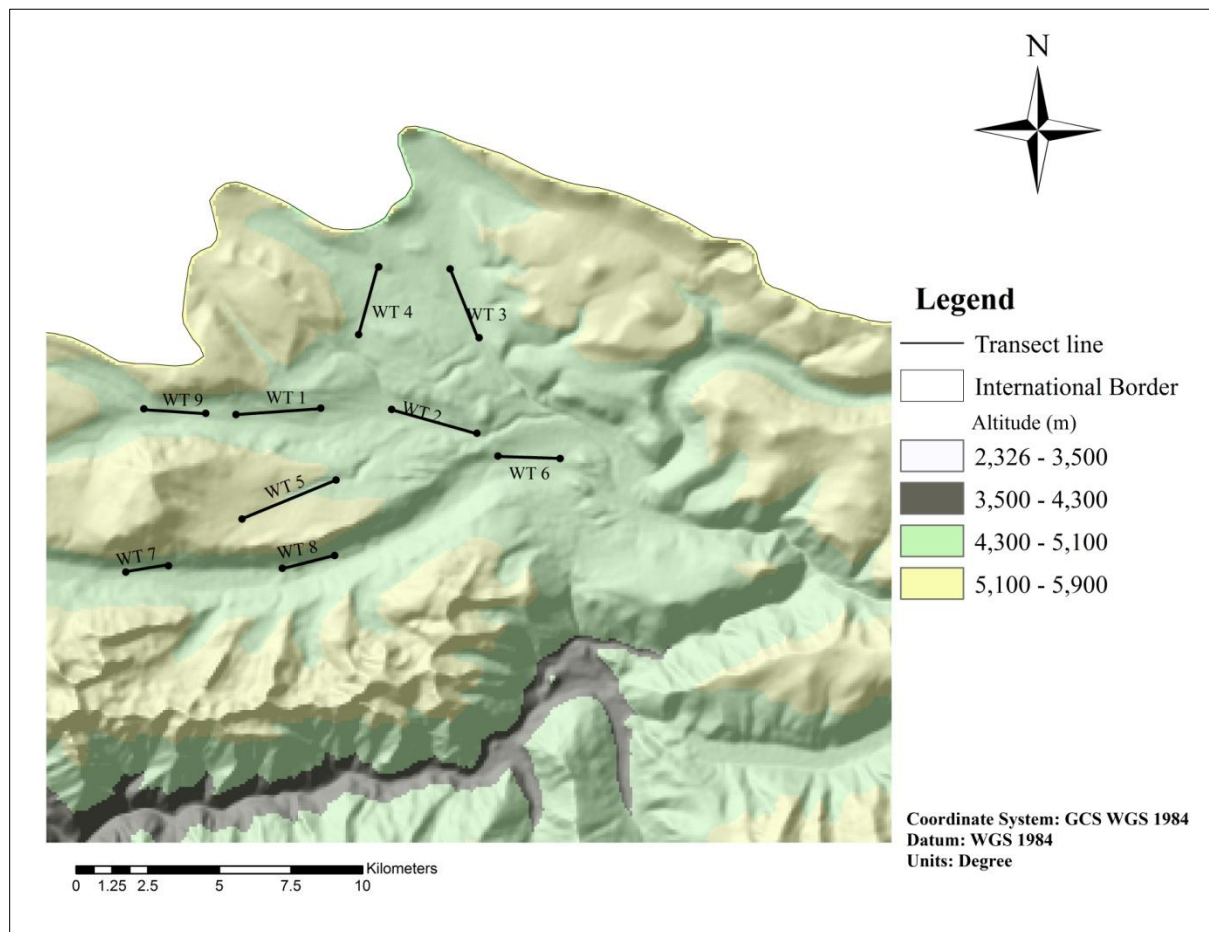 N
WT 4
WT 3
WT 9
WT 1
WT 2
WT 6
WT 5
WT 7
WT 8
Legend
Transect line
International Border
Altitude (m)
2,326 - 3,500
3,500 - 4,300
4,300 - 5,100
5,100 - 5,900
Coordinate System: GCS WGS 1984
Datum: WGS 1984
Units: Degree
Kilometers
0 1.25 2.5 5 7.5 10